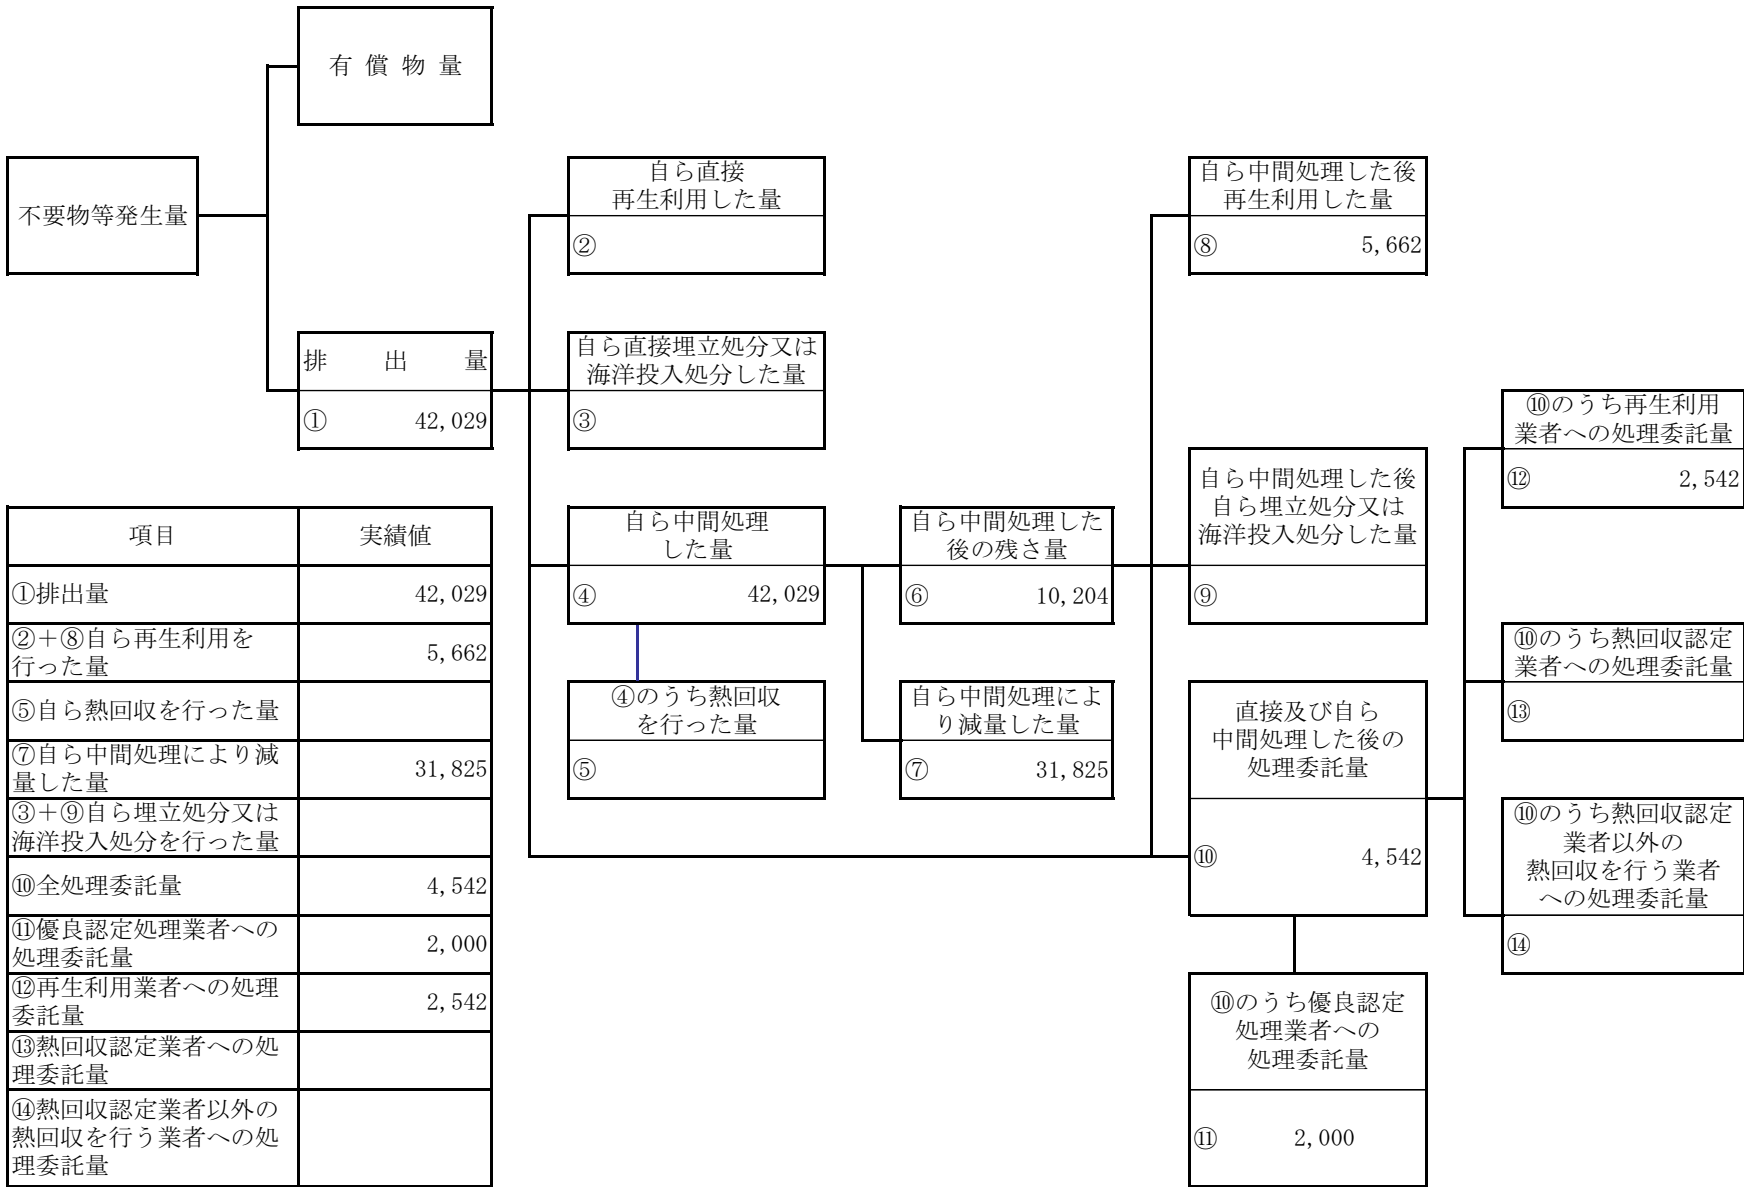 有 償 物 量
不要物等発生量
自ら直接
再生利用した量
②
自ら中間処理した後
再生利用した量
⑧ 5,662
排 出 量
① 42,029
自ら直接埋立処分又は
海洋投入処分した量
③
⑩のうち再生利用
業者への処理委託量
⑫ 2,542
自ら中間処理した後
自ら埋立処分又は
海洋投入処分した量
⑨
自ら中間処理
した量
④ 42,029
自ら中間処理した
後の残さ量
⑥ 10,204
⑩のうち熱回収認定
業者への処理委託量
⑬
④のうち熱回収
を行った量
⑤
自ら中間処理によ
り減量した量
⑦ 31,825
直接及び自ら
中間処理した後の
処理委託量
⑩ 4,542
⑩のうち熱回収認定
業者以外の
熱回収を行う業者
への処理委託量
⑭
⑩のうち優良認定
処理業者への
処理委託量
⑪ 2,000
項目 実績値
①排出量 42,029
②＋⑧自ら再生利用を
行った量 5,662
⑤自ら熱回収を行った量
⑦自ら中間処理により減
量した量 31,825
③＋⑨自ら埋立処分又は
海洋投入処分を行った量
⑩全処理委託量 4,542
⑪優良認定処理業者への
処理委託量 2,000
⑫再生利用業者への処理
委託量 2,542
⑬熱回収認定業者への処
理委託量
⑭熱回収認定業者以外の
熱回収を行う業者への処
理委託量